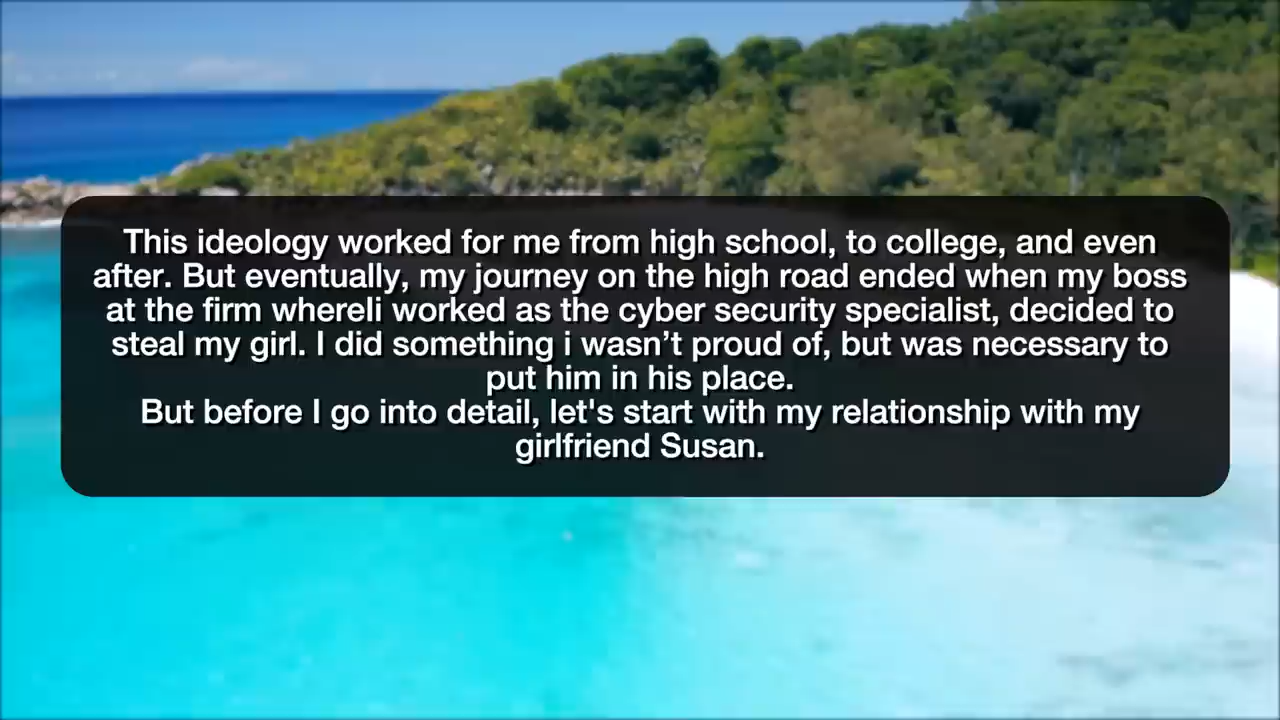 This ideology worked for me from high school, to college, and even
after. But eventually, my journey on the high road ended when my boss
at the firm whereIi worked as the cyber security specialist, decided to
steal my girl. I did something i wasn’t proud of, but was necessary to
put him in his place.
But before I go into detail, let's start with my relationship with my
girlfriend Susan.